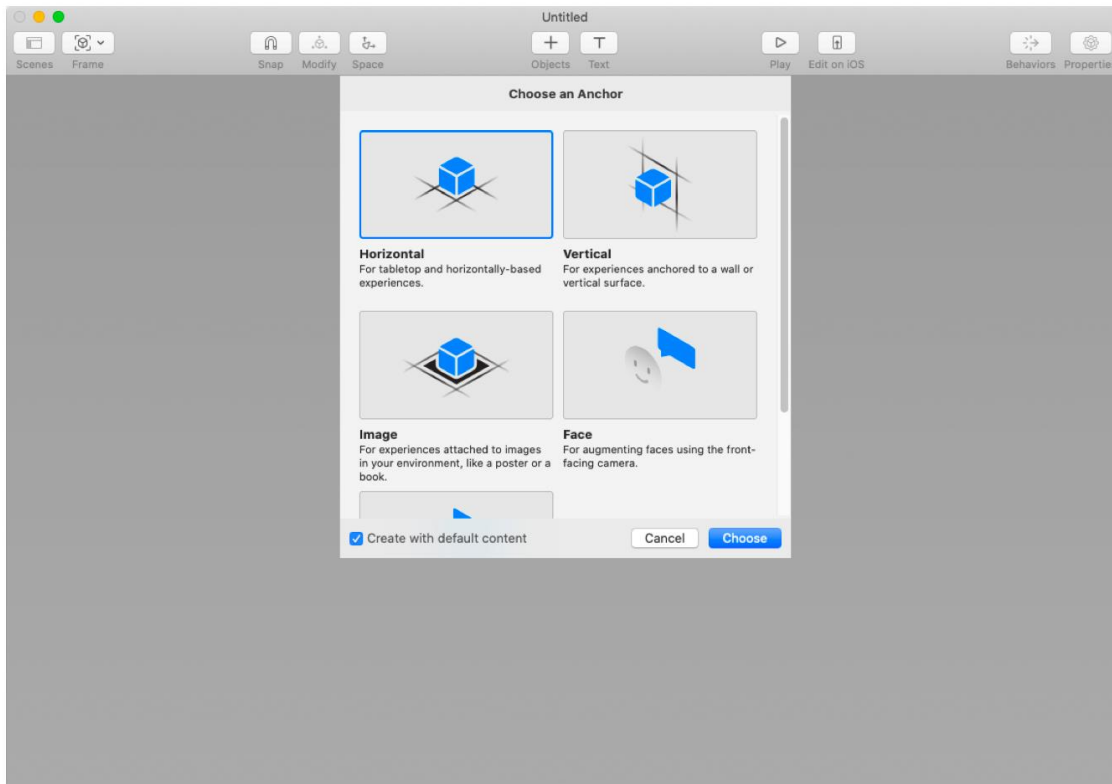 Untitled
Scenes Frame Snap Modify Space Objects Text Play Edit on iOS Behaviors Propertie
Choose an Anchor
Horizontal
For tabletop and horizontally-based
experiences.
Vertical
For experiences anchored to a wall or
vertical surface.
Image
For experiences attached to images
in your environment, like a poster or a
book.
Face
For augmenting faces using the front-
facing camera.
Create with default content
Cancel Choose